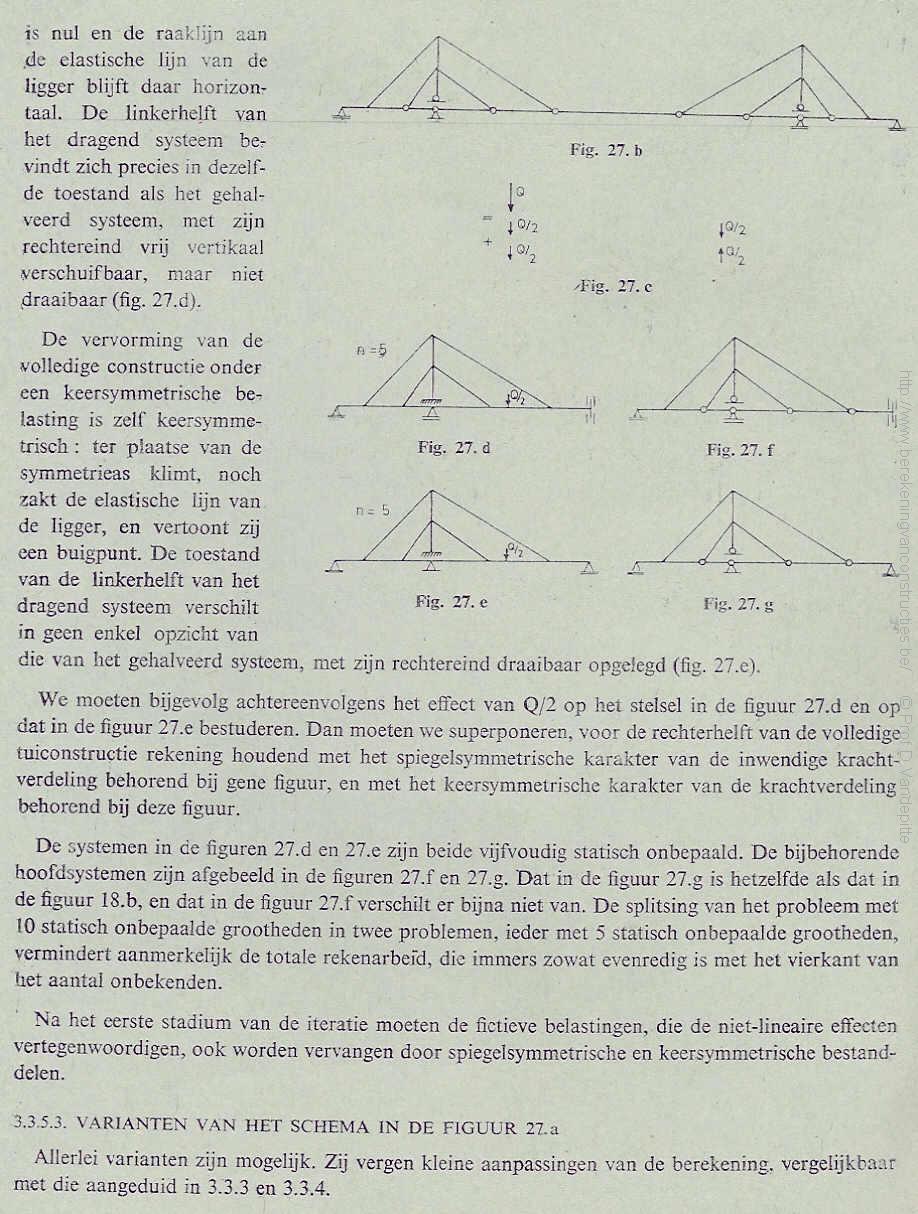 is nul en de raaklijn aan
de elastische lijn van de
ligger blijft daar horizon-
taal. De linkerhelft van
het dragend systeem be-
vindt zich precies in dezelf-
de toestand als het gehal-
veerd systeem, met zijn
rechtereind vrij vertikaal
verschuifbaar, maar niet
draaibaar (fig. 27.d).
De vervorming van de
volledige constructie onder
een keersymmetrische be-
lasting is zelf keersymme-
trisch : ter plaatse van de
symmetrieas klimt, noch
zakt de elastische lijn van
de ligger, en vertoont zij
een buigpunt. De toestand
van de linkerhelft van het
dragend systeem verschilt
in geen enkel opzicht van
Fig. 27. b
Q
= Q/2 Q/2
+ Q/2 Q/2
Fig. 27. c
n = 5
Q/2
Fig. 27. d
Fig. 27. f
n = 5
Q/2
Fig. 27. e
Fig. 27. g
die van het gehalveerd systeem, met zijn rechtereind draaibaar opgelegd (fig. 27.e).
We moeten bijgevolg achtereenvolgens het effect van Q/2 op het stelsel in de figuur 27.d en op
dat in de figuur 27.e bestuderen. Dan moeten we superponeren, voor de rechterhelft van de volledige
tuiconstructie rekening houdend met het spiegelsymmetrische karakter van de inwendige kracht-
verdeling behorend bij gene figuur, en met het keersymmetrische karakter van de krachtverdeling
behorend bij deze figuur.
De systemen in de figuren 27.d en 27.e zijn beide vijfvoudig statisch onbepaald. De bijbehorende
hoofdsystemen zijn afgebeeld in de figuren 27.f en 27.g. Dat in de figuur 27.g is hetzelfde als dat in
de figuur 18.b, en dat in de figuur 27.f verschilt er bijna niet van. De splitsing van het probleem met
10 statisch onbepaalde grootheden in twee problemen, ieder met 5 statisch onbepaalde grootheden,
vermindert aanmerkelijk de totale rekenarbeid, die immers zowat evenredig is met het vierkant van
het aantal onbekenden.
Na het eerste stadium van de iteratie moeten de fictieve belastingen, die de niet-lineaire effecten
vertegenwoordigen, ook worden vervangen door spiegelsymmetrische en keersymmetrische bestand-
delen.
3.3.5.3. VARIANTEN VAN HET SCHEMA IN DE FIGUUR 27.a
Allerlei varianten zijn mogelijk. Zij vergen kleine aanpassingen van de berekening, vergelijkbaar
met die aangeduid in 3.3.3 en 3.3.4.
http://www.berekeningvanconstructies.be/ © Prof D. Vandepitte